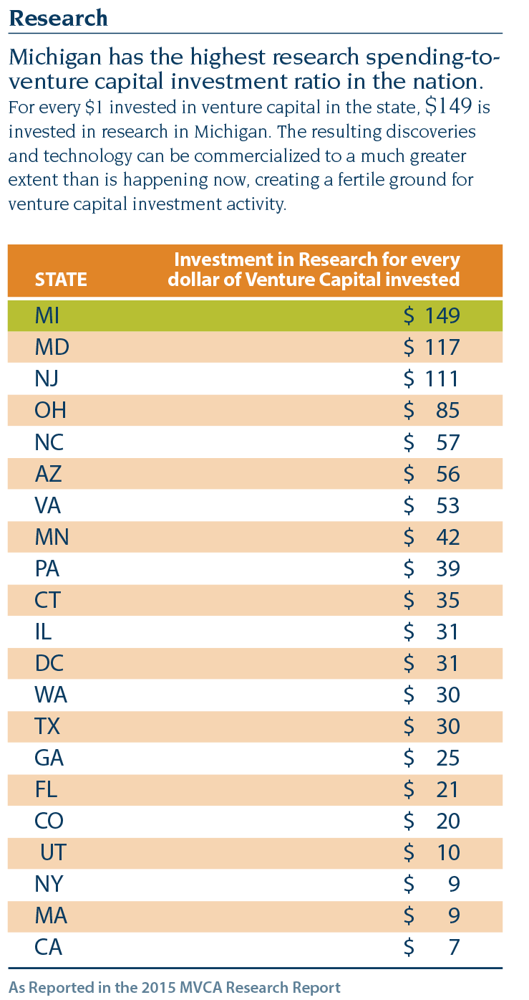 Research
Michigan has the highest research spending-to-
venture capital investment ratio in the nation.
For every $1 invested in venture capital in the state, $149 is
invested in research in Michigan. The resulting discoveries
and technology can be commercialized to a much greater
extent than is happening now, creating a fertile ground for
venture capital investment activity.
STATE Investment in Research for every
dollar of Venture Capital invested
MI $ 149
MD $ 117
NJ $ 111
OH $ 85
NC $ 57
AZ $ 56
VA $ 53
MN $ 42
PA $ 39
CT $ 35
IL $ 31
DC $ 31
WA $ 30
TX $ 30
GA $ 25
FL $ 21
CO $ 20
UT $ 10
NY $ 9
MA $ 9
CA $ 7
As Reported in the 2015 MVCA Research Report